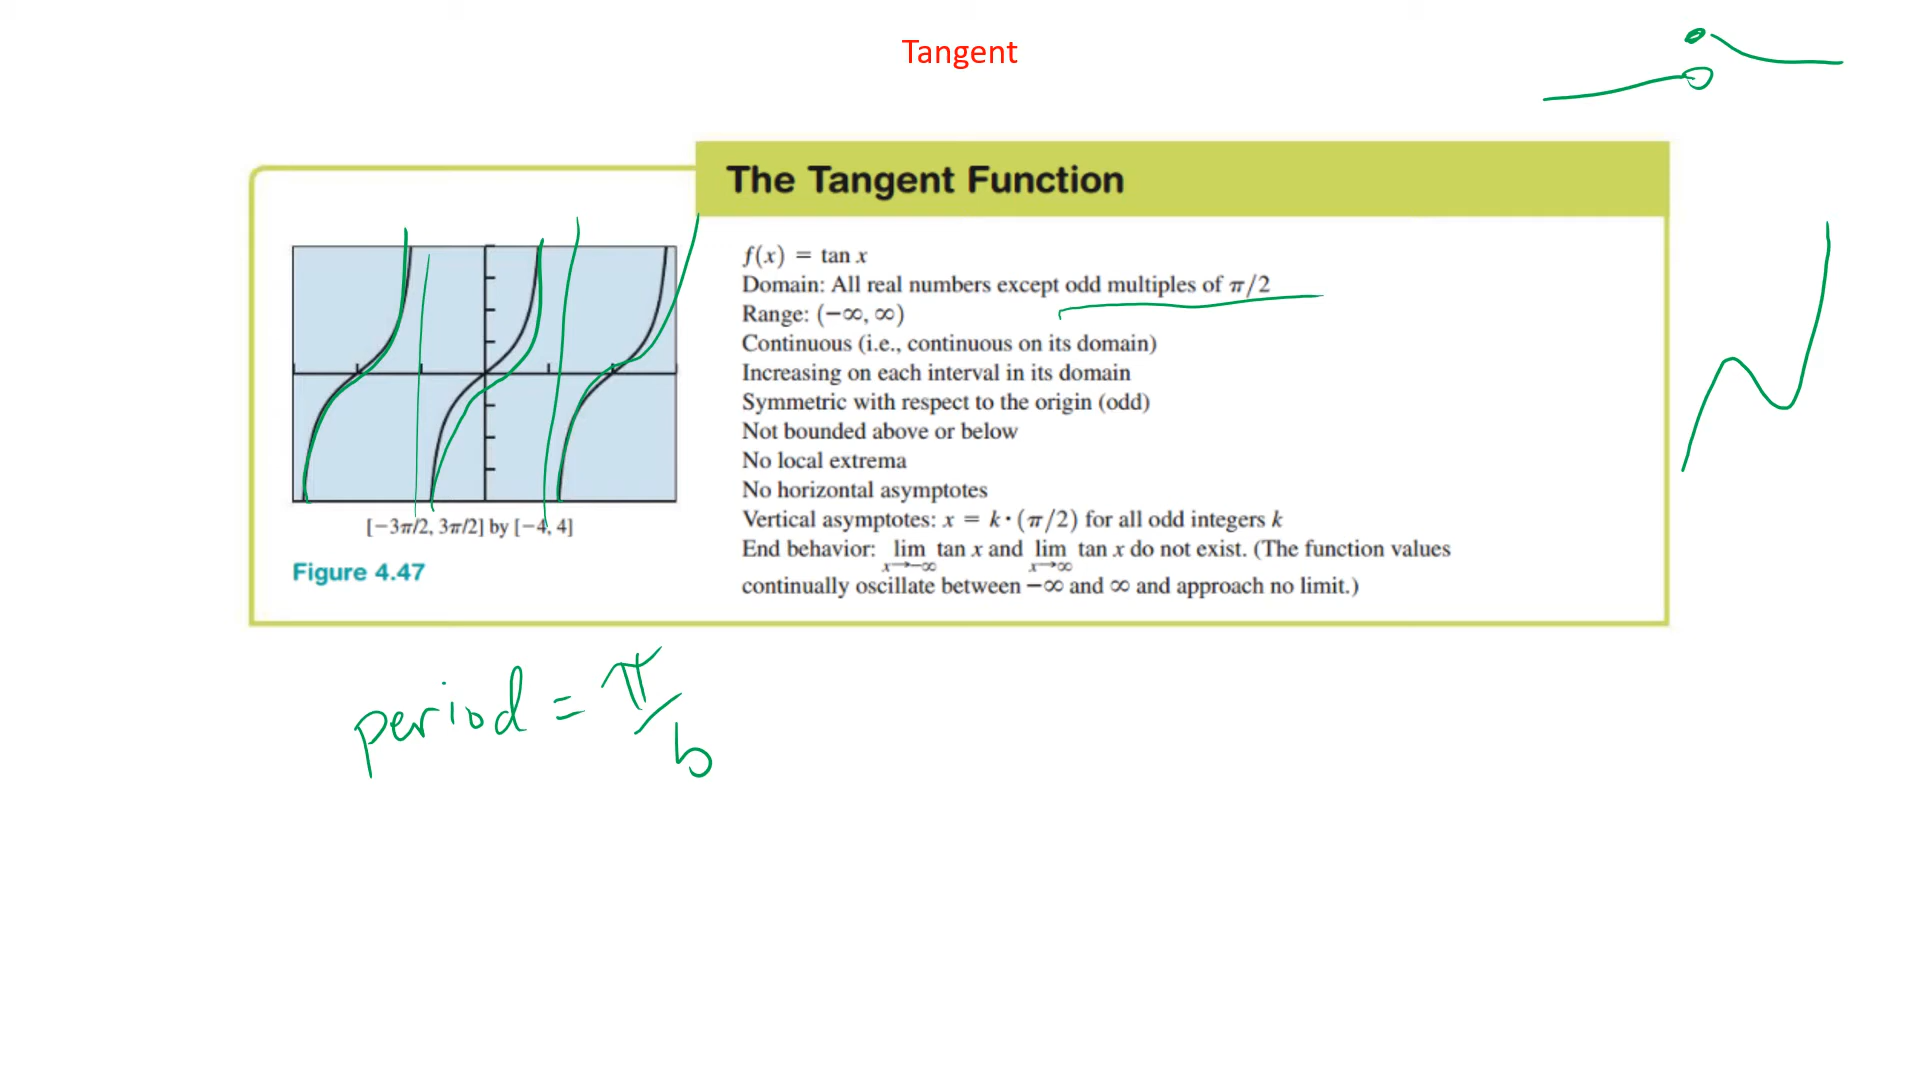 Tangent
The Tangent Function
f(x) = tan x
Domain: All real numbers except odd multiples of π/2
Range: (−∞, ∞)
Continuous (i.e., continuous on its domain)
Increasing on each interval in its domain
Symmetric with respect to the origin (odd)
Not bounded above or below
No local extrema
No horizontal asymptotes
Vertical asymptotes: x = k · (π/2) for all odd integers k
End behavior: lim x→−∞ tan x and lim x→∞ tan x do not exist. (The function values
continually oscillate between −∞ and ∞ and approach no limit.)
[−3π/2, 3π/2] by [−4, 4]
Figure 4.47
period = π/b